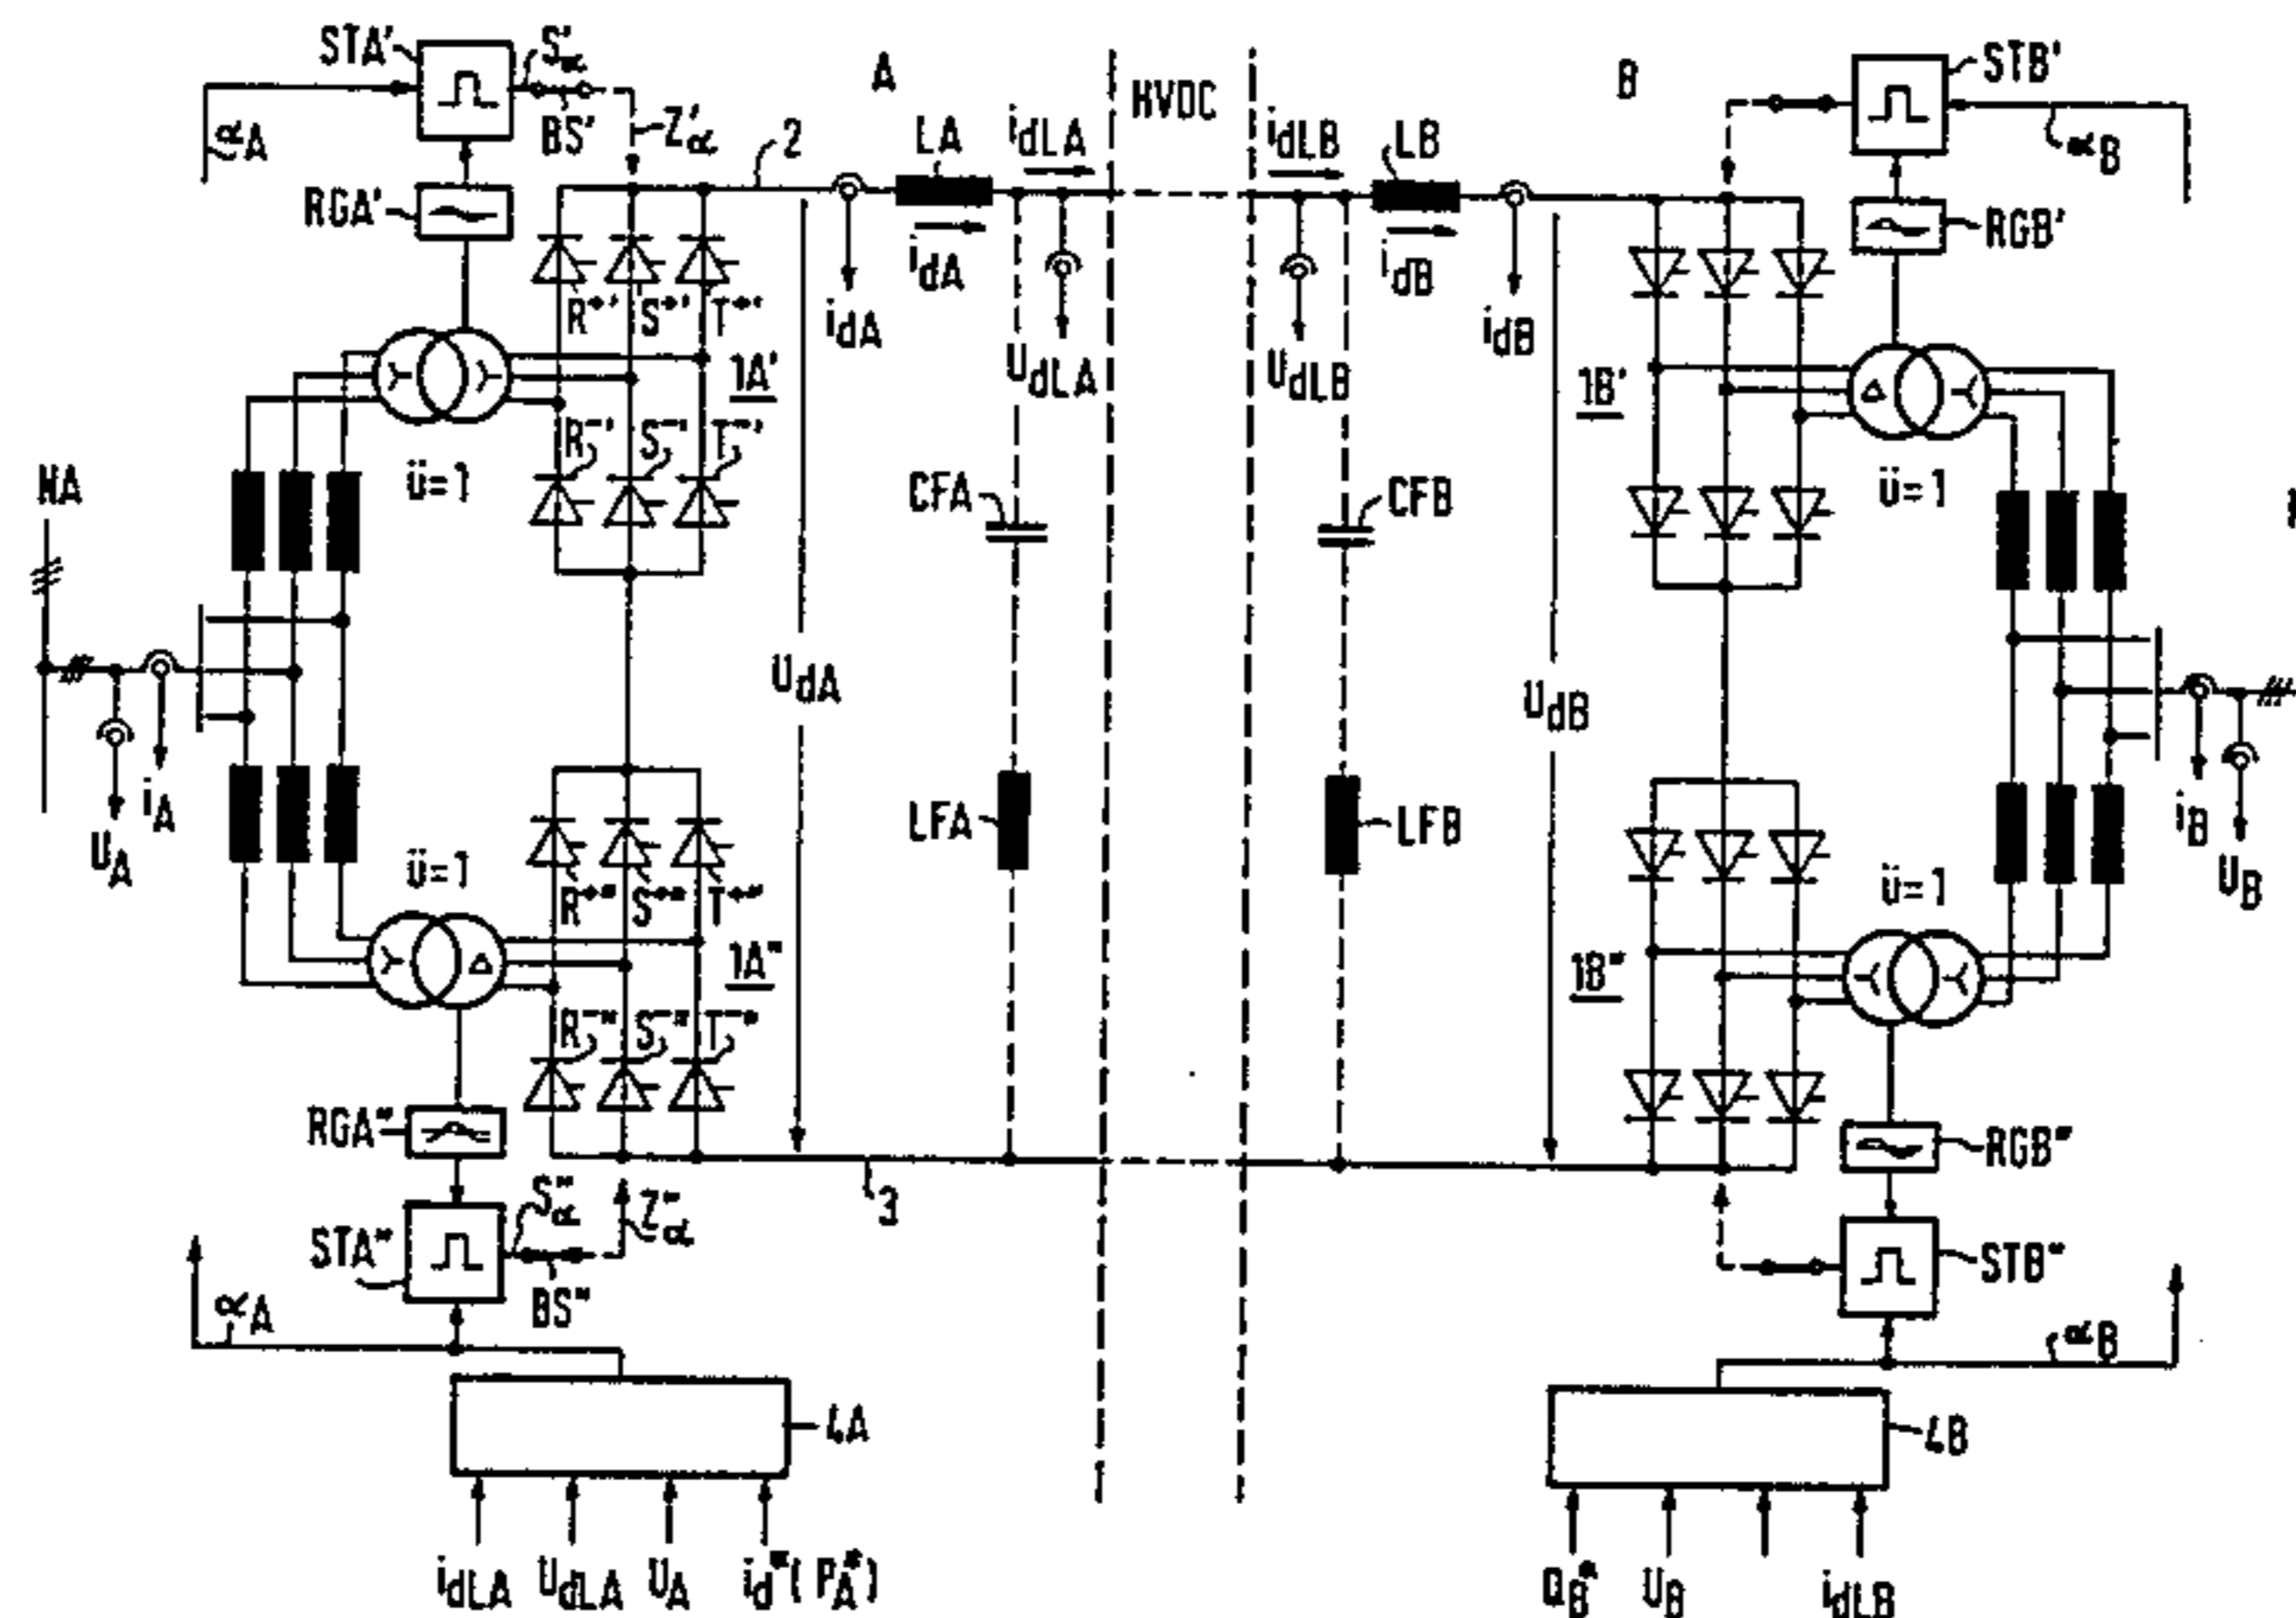 STA'
S'α
A
HVDC
B
STB'
αA
BS'
Z'α
2
LA
idLA
idLB
LB
αB
RGA'
RGB'
idA
idB
R+'
S+'
T+'
idA
idB
1A'
UdLA
UdLB
1B'
R-'
S-'
T-'
NA
ü=1
CFA
CFB
ü=1
UdA
UdB
iA
UA
LFA
LFB
iB
UB
ü=1
ü=1
R+"
S+"
T+"
1A"
1B"
R-"
S-"
T-"
RGA"
RGB"
S"α
Z"α
3
STA"
STB"
αA
BS"
αB
4A
4B
idLA
UdLA
UA
id*(PA*)
QB*
UB
idLB